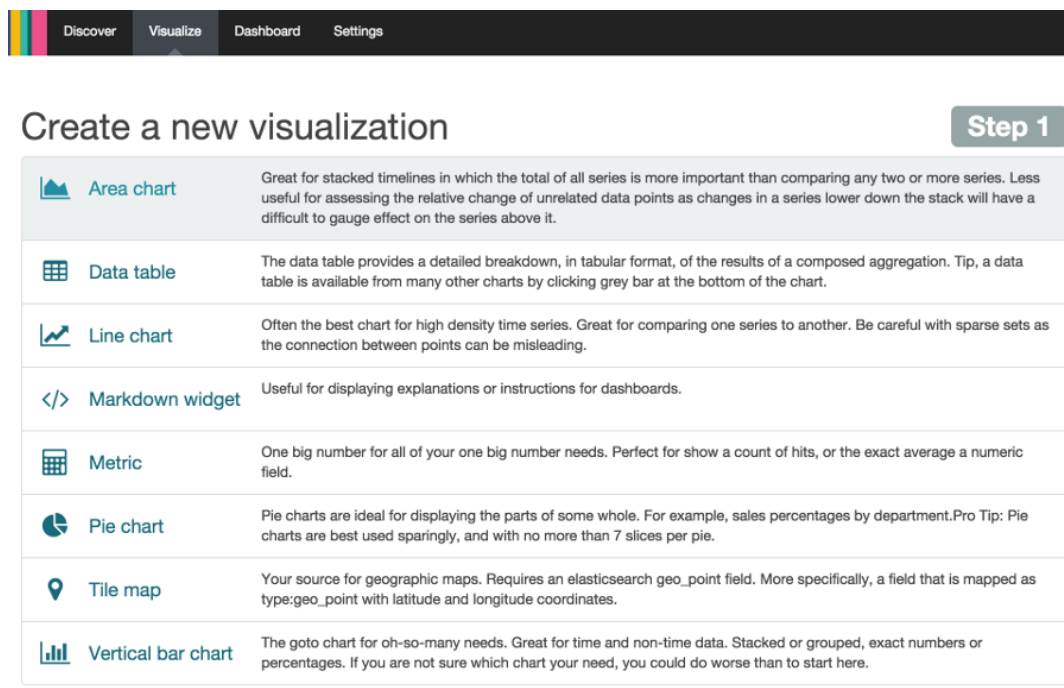 Discover Visualize Dashboard Settings
Create a new visualization
Step 1
Area chart
Great for stacked timelines in which the total of all series is more important than comparing any two or more series. Less
useful for assessing the relative change of unrelated data points as changes in a series lower down the stack will have a
difficult to gauge effect on the series above it.
Data table
The data table provides a detailed breakdown, in tabular format, of the results of a composed aggregation. Tip, a data
table is available from many other charts by clicking grey bar at the bottom of the chart.
Line chart
Often the best chart for high density time series. Great for comparing one series to another. Be careful with sparse sets as
the connection between points can be misleading.
Markdown widget
Useful for displaying explanations or instructions for dashboards.
Metric
One big number for all of your one big number needs. Perfect for show a count of hits, or the exact average a numeric
field.
Pie chart
Pie charts are ideal for displaying the parts of some whole. For example, sales percentages by department.Pro Tip: Pie
charts are best used sparingly, and with no more than 7 slices per pie.
Tile map
Your source for geographic maps. Requires an elasticsearch geo_point field. More specifically, a field that is mapped as
type:geo_point with latitude and longitude coordinates.
Vertical bar chart
The goto chart for oh-so-many needs. Great for time and non-time data. Stacked or grouped, exact numbers or
percentages. If you are not sure which chart your need, you could do worse than to start here.